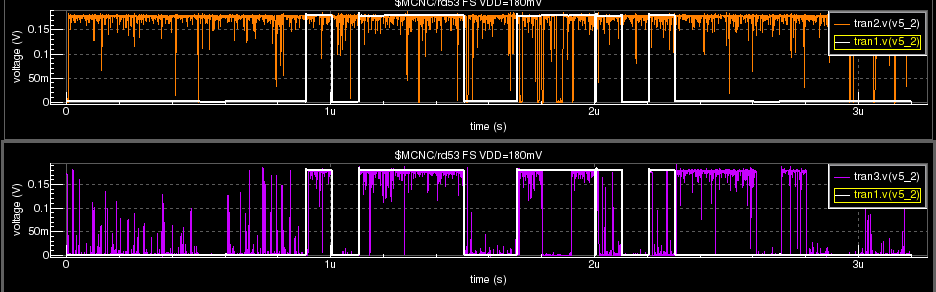 $MCNC/rd53 FS VDD=180mV
voltage (V)
0.15
0.1
50m
0
0 1u 2u 3u
time (s)
tran2.v(v5_2)
tran1.v(v5_2)
$MCNC/rd53 FS VDD=180mV
voltage (V)
0.15
0.1
50m
0
0 1u 2u 3u
time (s)
tran3.v(v5_2)
tran1.v(v5_2)